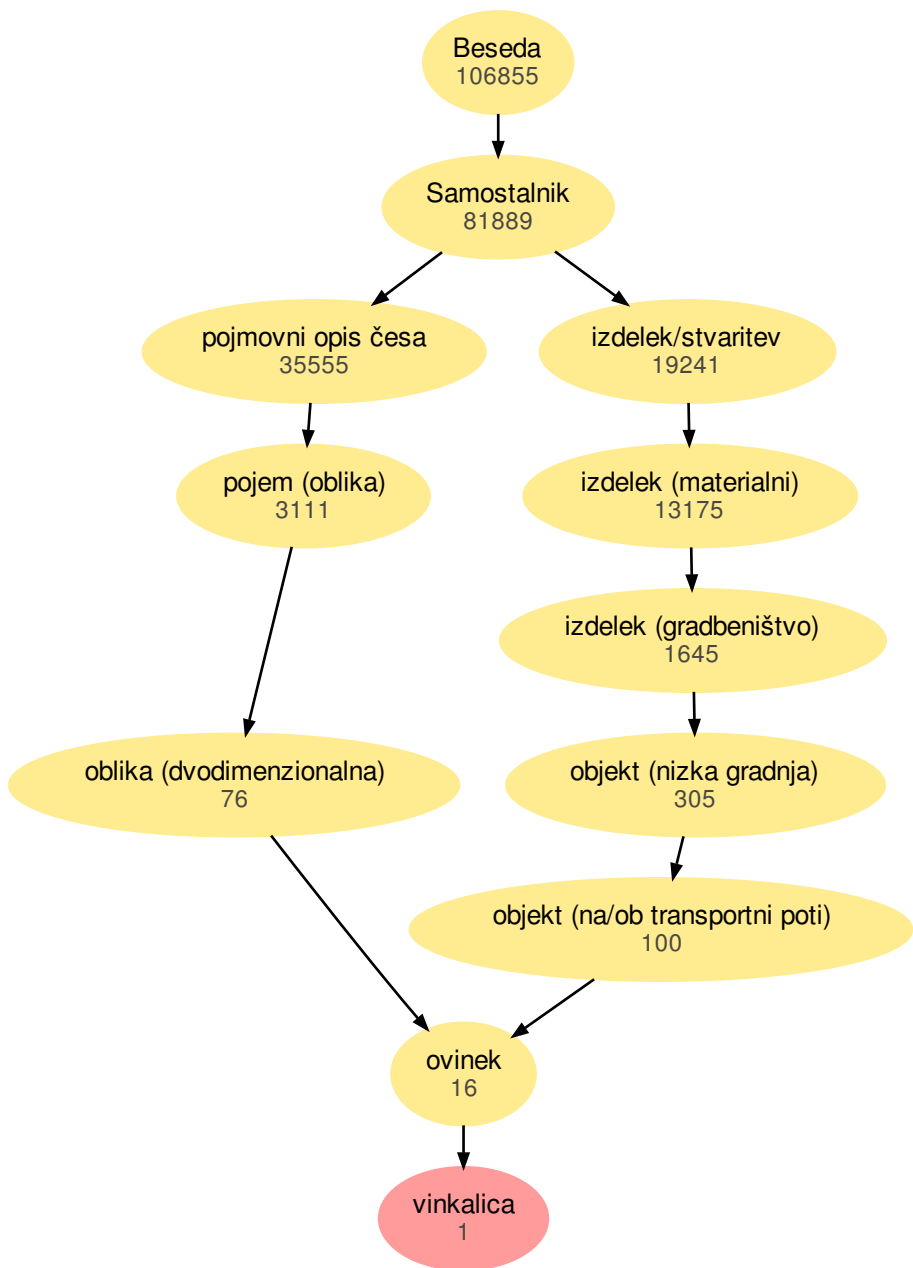 Beseda
106855
Samostalnik
81889
pojmovni opis česa
35555
izdelek/stvaritev
19241
pojem (oblika)
3111
izdelek (materialni)
13175
izdelek (gradbeništvo)
1645
oblika (dvodimenzionalna)
76
objekt (nizka gradnja)
305
objekt (na/ob transportni poti)
100
ovinek
16
vinkalica
1